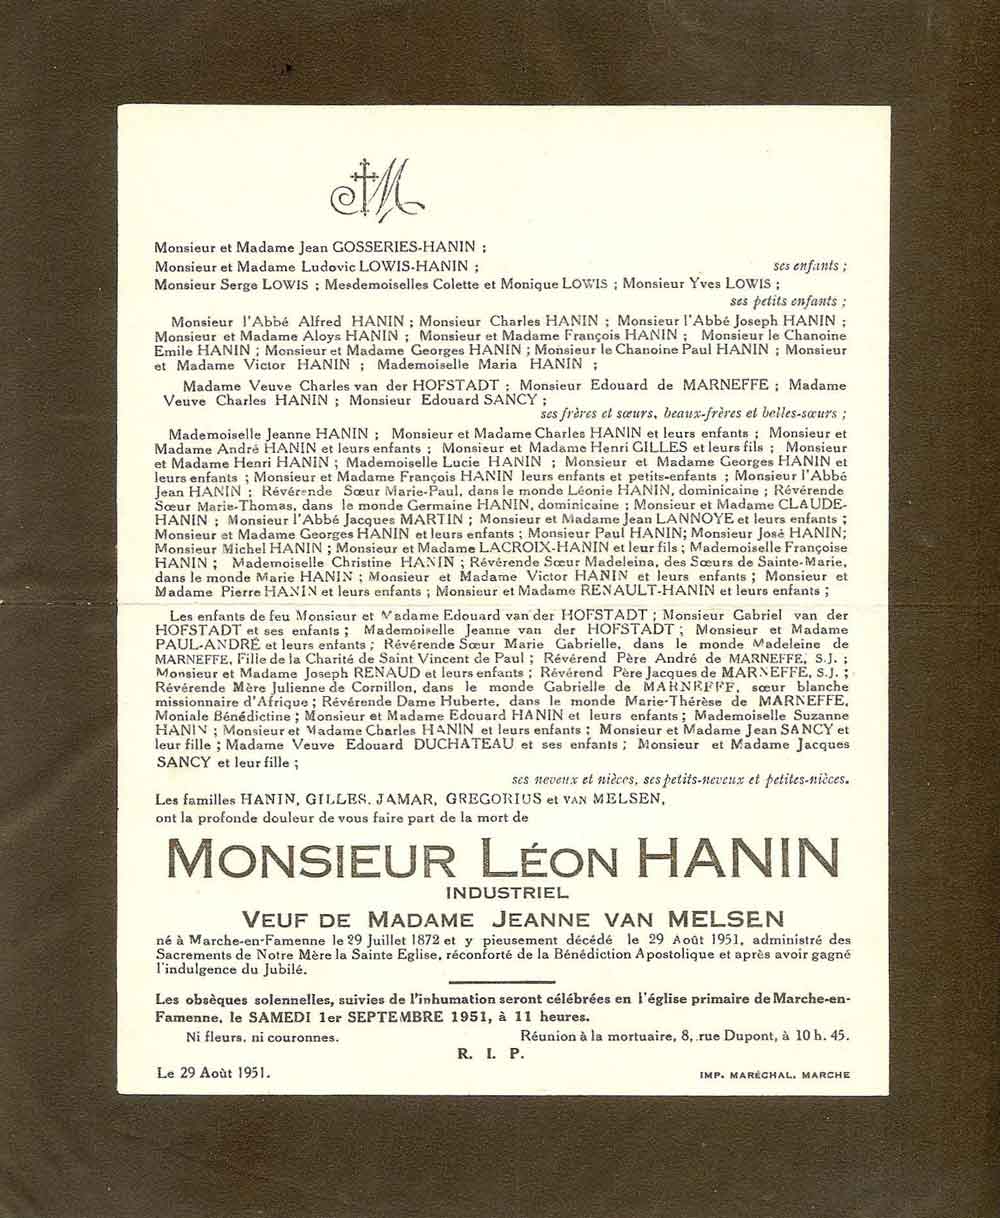 M
Monsieur et Madame Jean GOSSERIES-HANIN ;
Monsieur et Madame Ludovic LOWIS-HANIN ; ses enfants ;
Monsieur Serge LOWIS ; Mesdemoiselles Colette et Monique LOWIS ; Monsieur Yves LOWIS ;
ses petits enfants ;
Monsieur l'Abbé Alfred HANIN ; Monsieur Charles HANIN ; Monsieur l'Abbé Joseph HANIN ;
Monsieur et Madame Aloys HANIN ; Monsieur et Madame François HANIN ; Monsieur le Chanoine
Emile HANIN ; Monsieur et Madame Georges HANIN ; Monsieur le Chanoine Paul HANIN ; Monsieur
et Madame Victor HANIN ; Mademoiselle Maria HANIN ;
Madame Veuve Charles van der HOFSTADT ; Monsieur Edouard de MARNEFFE ; Madame
Veuve Charles HANIN ; Monsieur Edouard SANCY ;
ses frères et sœurs, beaux-frères et belles-sœurs ;
Mademoiselle Jeanne HANIN ; Monsieur et Madame Charles HANIN et leurs enfants ; Monsieur et
Madame André HANIN et leurs enfants ; Monsieur et Madame Henri GILLES et leurs fils ; Monsieur
et Madame Henri HANIN ; Mademoiselle Lucie HANIN ; Monsieur et Madame Georges HANIN et
leurs enfants ; Monsieur et Madame François HANIN leurs enfants et petits-enfants ; Monsieur l'Abbé
Jean HANIN ; Révérende Sœur Marie-Paul, dans le monde Léonie HANIN, dominicaine ; Révérende
Sœur Marie-Thomas, dans le monde Germaine HANIN, dominicaine ; Monsieur et Madame CLAUDE-
HANIN ; Monsieur l'Abbé Jacques MARTIN ; Monsieur et Madame Jean LANNOYE et leurs enfants ;
Monsieur et Madame Georges HANIN et leurs enfants ; Monsieur Paul HANIN; Monsieur José HANIN;
Monsieur Michel HANIN ; Monsieur et Madame LACROIX-HANIN et leur fils ; Mademoiselle Françoise
HANIN ; Mademoiselle Christine HANIN ; Révérende Sœur Madeleina, des Sœurs de Sainte-Marie,
dans le monde Marie HANIN ; Monsieur et Madame Victor HANIN et leurs enfants ; Monsieur et
Madame Pierre HANIN et leurs enfants ; Monsieur et Madame RENAULT-HANIN et leurs enfants ;
Les enfants de feu Monsieur et Madame Edouard van der HOFSTADT ; Monsieur Gabriel van der
HOFSTADT et ses enfants ; Mademoiselle Jeanne van der HOFSTADT ; Monsieur et Madame
PAUL-ANDRÉ et leurs enfants ; Révérende Sœur Marie Gabrielle, dans le monde Madeleine de
MARNEFFE, Fille de la Charité de Saint Vincent de Paul ; Révérend Père André de MARNEFFE, S.J. ;
Monsieur et Madame Joseph RENAUD et leurs enfants ; Révérend Père Jacques de MARNEFFE, S.J. ;
Révérende Mère Julienne de Cornillon, dans le monde Gabrielle de MARNEFFE, sœur blanche
missionnaire d'Afrique ; Révérende Dame Huberte, dans le monde Marie-Thérèse de MARNEFFE,
Moniale Bénédictine ; Monsieur et Madame Edouard HANIN et leurs enfants ; Mademoiselle Suzanne
HANIN ; Monsieur et Madame Charles HANIN et leurs enfants ; Monsieur et Madame Jean SANCY et
leur fille ; Madame Veuve Edouard DUCHATEAU et ses enfants ; Monsieur et Madame Jacques
SANCY et leur fille ;
ses neveux et nièces, ses petits-neveux et petites-nièces.
Les familles HANIN, GILLES, JAMAR, GREGORIUS et VAN MELSEN,
ont la profonde douleur de vous faire part de la mort de
MONSIEUR LÉON HANIN
INDUSTRIEL
VEUF DE MADAME JEANNE VAN MELSEN
né à Marche-en-Famenne le 29 Juillet 1872 et y pieusement décédé le 29 Août 1951, administré des
Sacrements de Notre Mère la Sainte Eglise, réconforté de la Bénédiction Apostolique et après avoir gagné
l'indulgence du Jubilé.
Les obsèques solennelles, suivies de l'inhumation seront célébrées en l'église primaire de Marche-en-
Famenne, le SAMEDI 1er SEPTEMBRE 1951, à 11 heures.
Ni fleurs, ni couronnes. Réunion à la mortuaire, 8, rue Dupont, à 10 h. 45.
R. I. P.
Le 29 Août 1951. IMP. MARÉCHAL, MARCHE